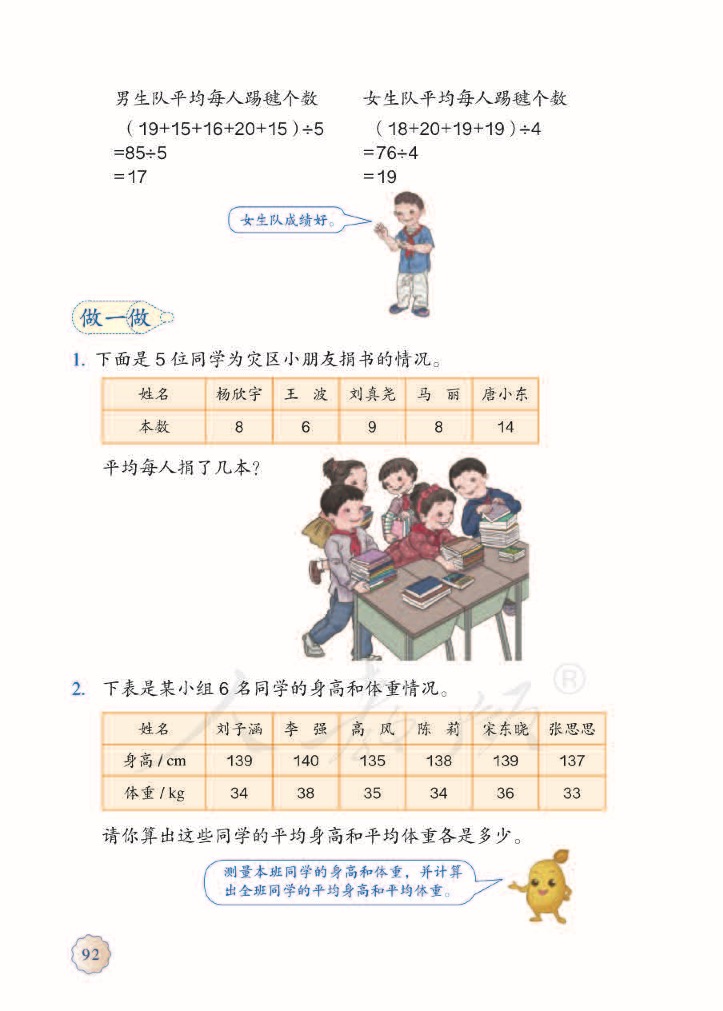 男生队平均每人踢毽个数 女生队平均每人踢毽个数
（19+15+16+20+15）÷5 （18+20+19+19）÷4
=85÷5 =76÷4
=17 =19
女生队成绩好。
做一做
1. 下面是 5 位同学为灾区小朋友捐书的情况。
姓名 杨欣宇 王 波 刘真尧 马 丽 唐小东
本数 8 6 9 8 14
平均每人捐了几本？
2. 下表是某小组 6 名同学的身高和体重情况。
姓名 刘子涵 李 强 高 风 陈 莉 宋东晓 张思思
身高 / cm 139 140 135 138 139 137
体重 / kg 34 38 35 34 36 33
请你算出这些同学的平均身高和平均体重各是多少。
测量本班同学的身高和体重，并计算
出全班同学的平均身高和平均体重。
92
人教师®